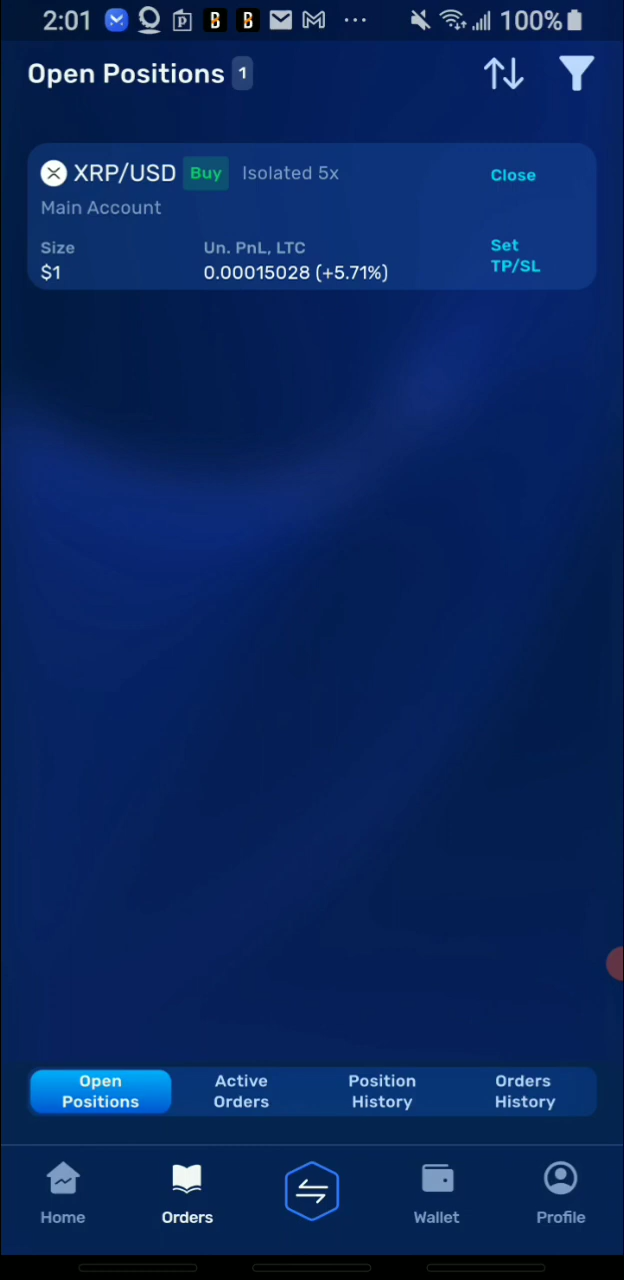 2:01 100%
Open Positions 1
XRP/USD Buy Isolated 5x Close
Main Account
Size Un. PnL, LTC Set
$1 0.00015028 (+5.71%) TP/SL
Open Active Position Orders
Positions Orders History History
Home Orders Wallet Profile